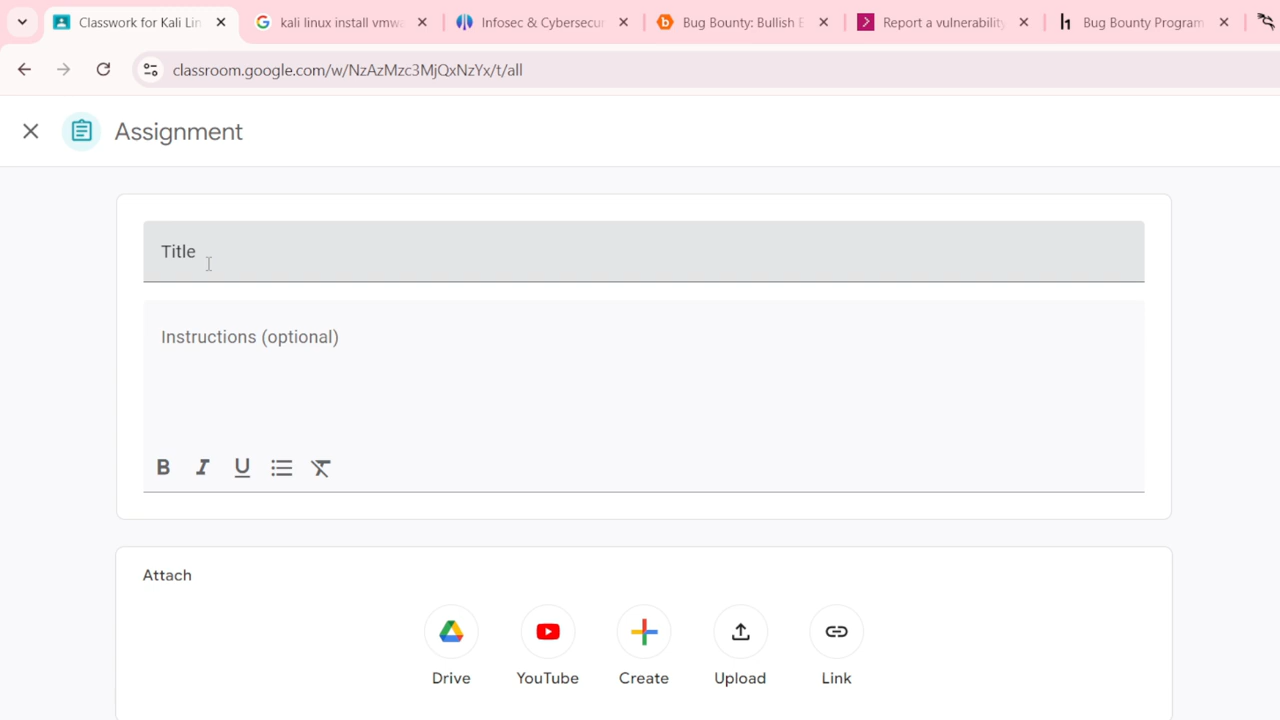 Classwork for Kali Lin
kali linux install vmw
Infosec & Cybersecur
Bug Bounty: Bullish
Report a vulnerability
Bug Bounty Program
classroom.google.com/w/NzAzMzc3MjQxNzYx/t/all
Assignment
Title
Instructions (optional)
B I U
Attach
Drive
YouTube
Create
Upload
Link